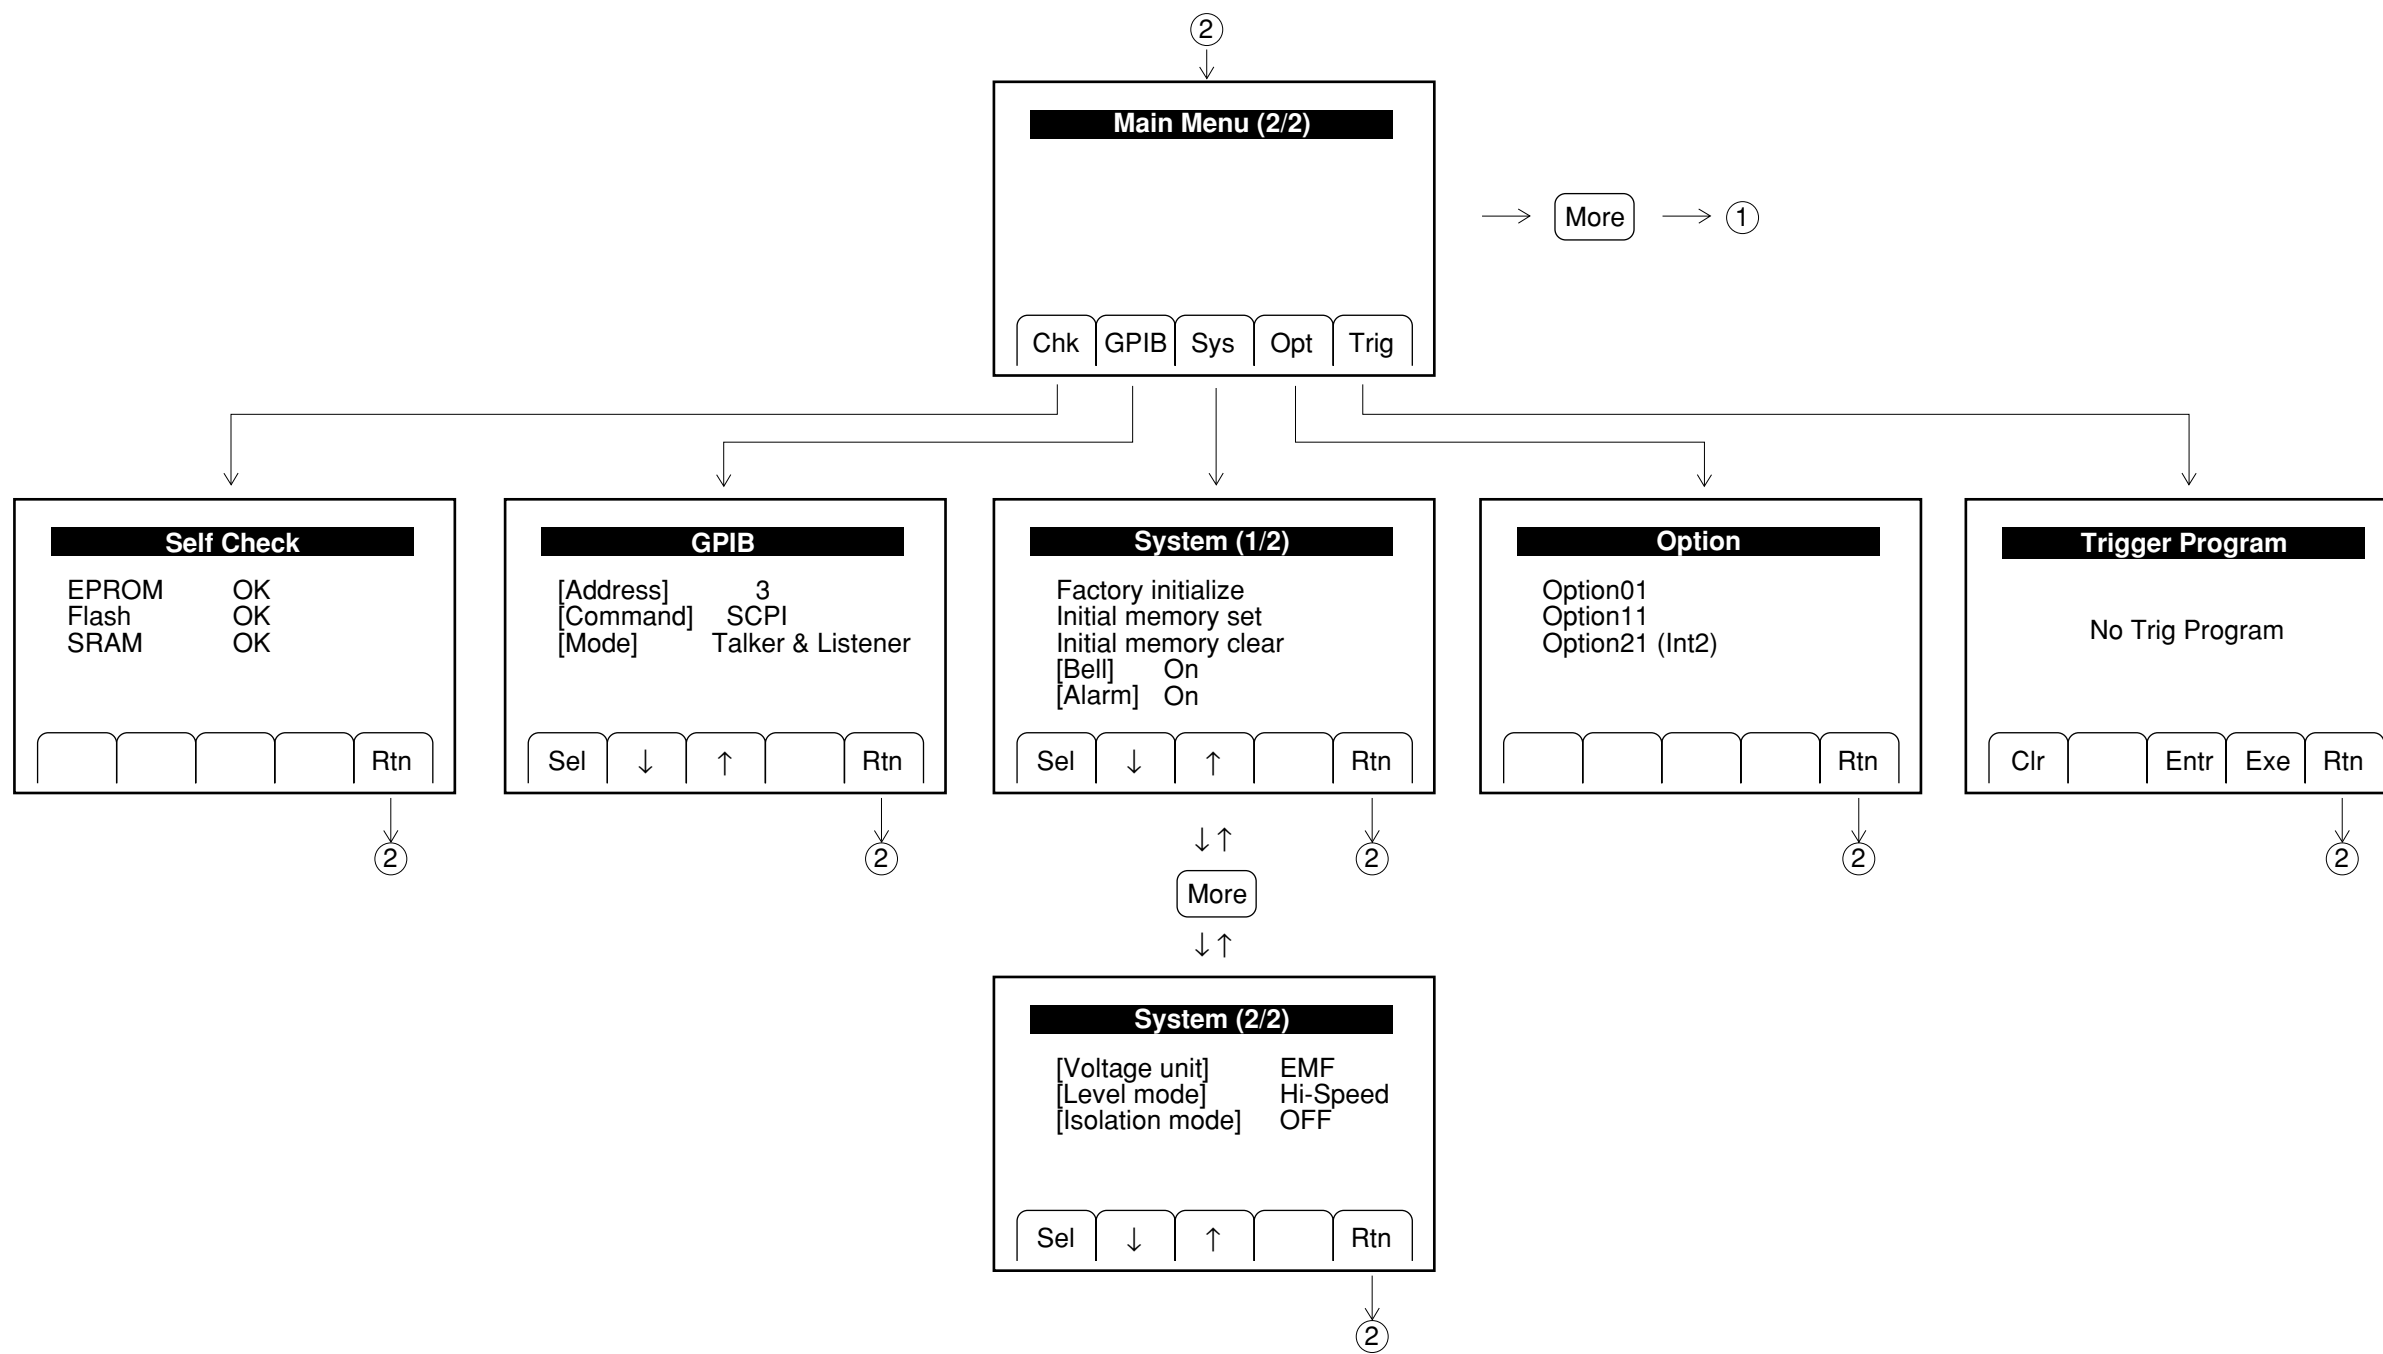 ②
Main Menu (2/2)
More ①
Chk GPIB Sys Opt Trig
Self Check
EPROM OK
Flash OK
SRAM OK
Rtn
②
GPIB
[Address] 3
[Command] SCPI
[Mode] Talker & Listener
Sel ↓ ↑ Rtn
②
System (1/2)
Factory initialize
Initial memory set
Initial memory clear
[Bell] On
[Alarm] On
Sel ↓ ↑ Rtn
②
Option
Option01
Option11
Option21 (Int2)
Rtn
②
Trigger Program
No Trig Program
Clr Entr Exe Rtn
②
↓↑
More
↓↑
System (2/2)
[Voltage unit] EMF
[Level mode] Hi-Speed
[Isolation mode] OFF
Sel ↓ ↑ Rtn
②